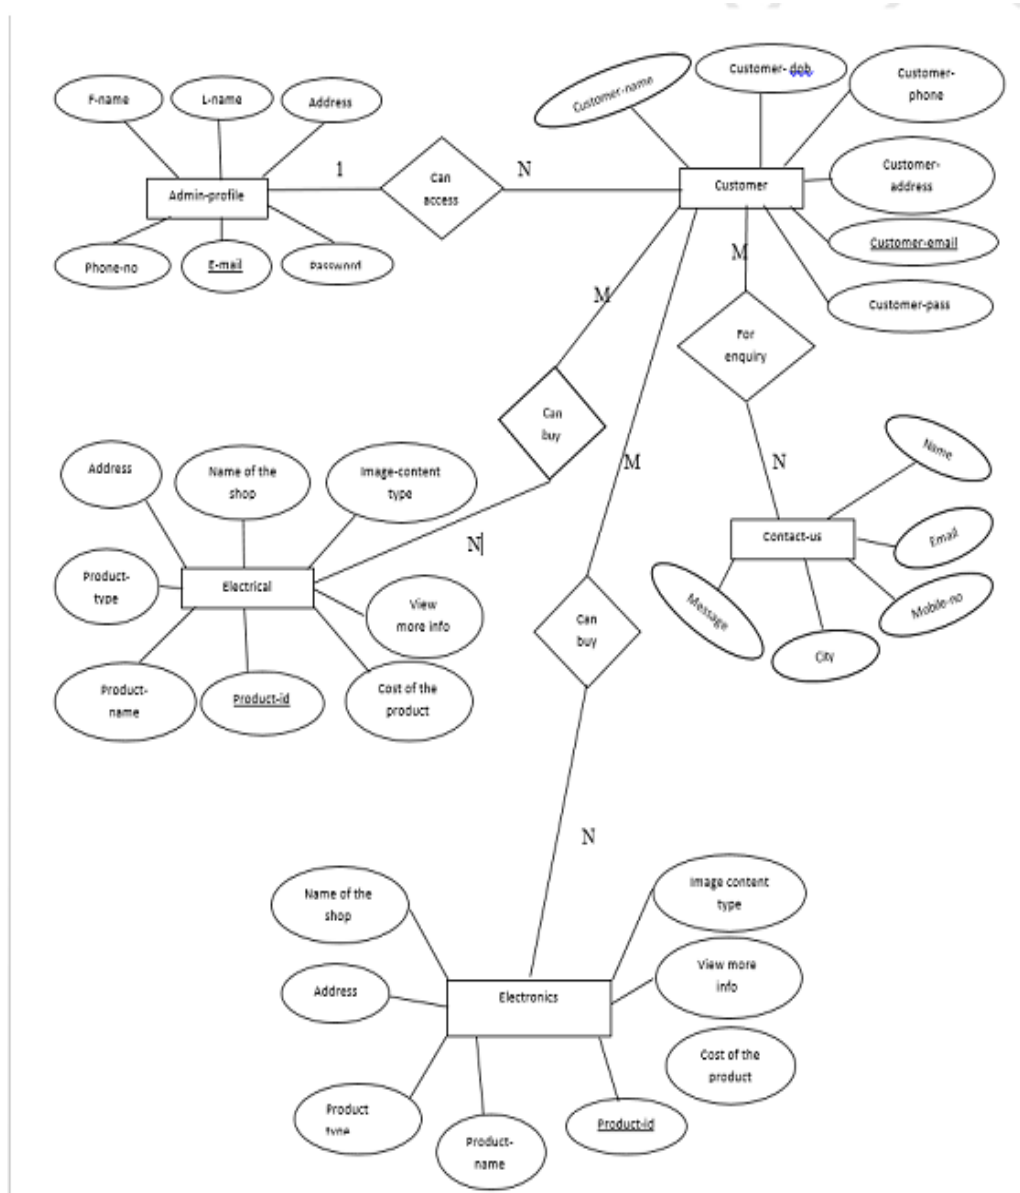 F-name
L-name
Address
Admin-profile
Phone-no
E-mail
Password
1
Can
access
N
Customer-name
Customer- dob
Customer-
phone
Customer
Customer-
address
Customer-email
Customer-pass
M
M
For
enquiry
Can
buy
M
N
N
Address
Name of the
shop
Image-content
type
Product-
type
Electrical
View
more info
Product-
name
Product-id
Cost of the
product
Name
Contact-us
Email
Message
Mobile-no
City
Can
buy
N
Name of the
shop
Image content
type
Address
Electronics
View more
info
Cost of the
product
Product
type
Product-
name
Product-id